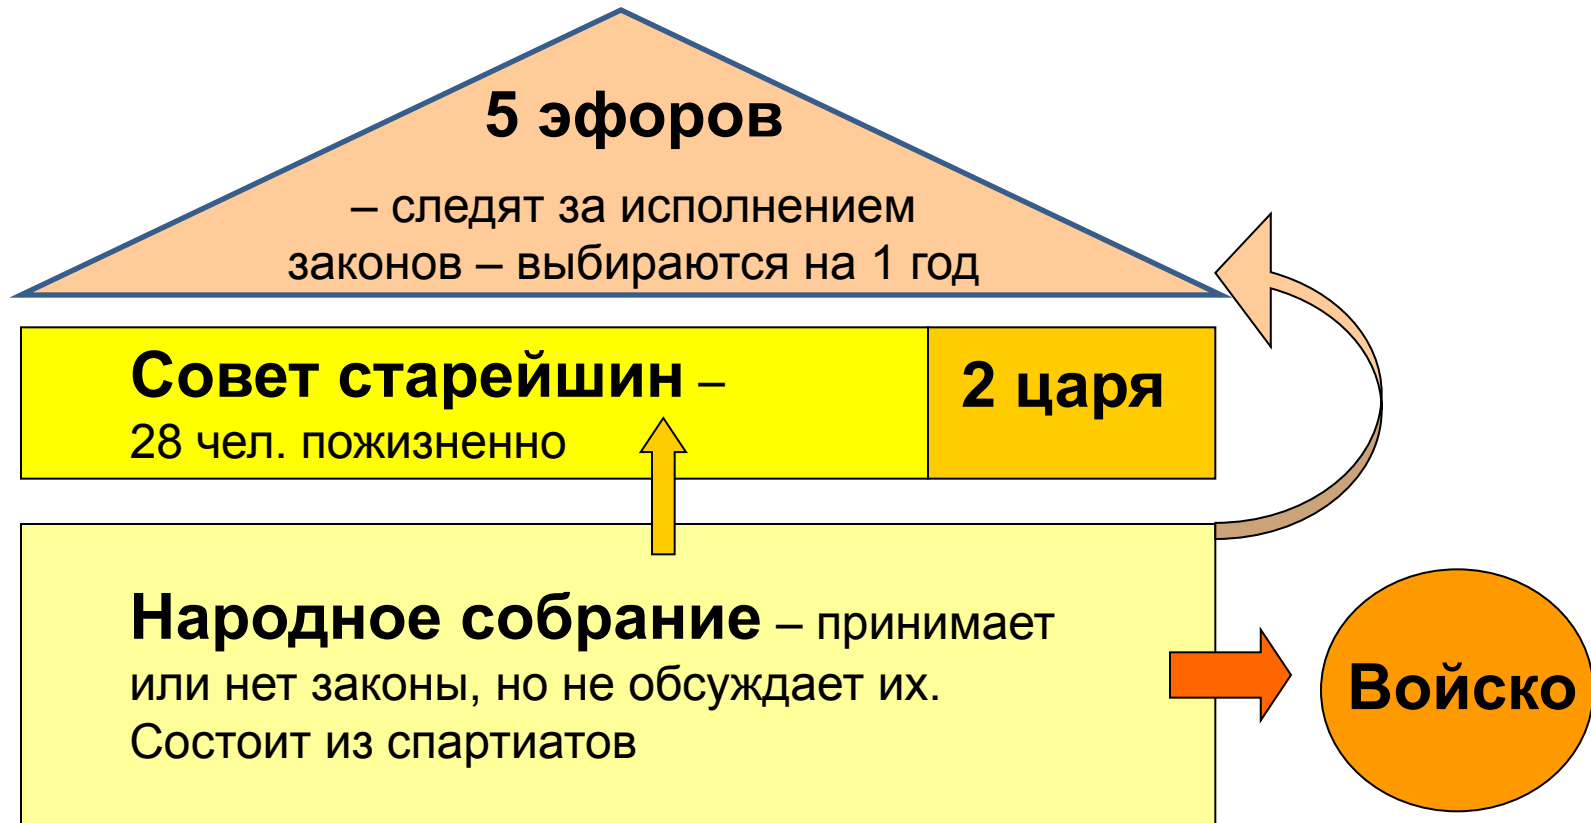 5 эфоров
– следят за исполнением
законов – выбираются на 1 год
Совет старейшин –
28 чел. пожизненно
2 царя
Народное собрание – принимает
или нет законы, но не обсуждает их.
Состоит из спартиатов
Войско